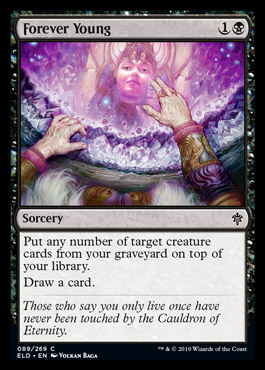 Forever Young 1
Sorcery
Put any number of target creature
cards from your graveyard on top of
your library.
Draw a card.
Those who say you only live once have
never been touched by the Cauldron of
Eternity.
089/269 C
ELD • EN VOLKAN BAGA
™ & © 2019 Wizards of the Coast